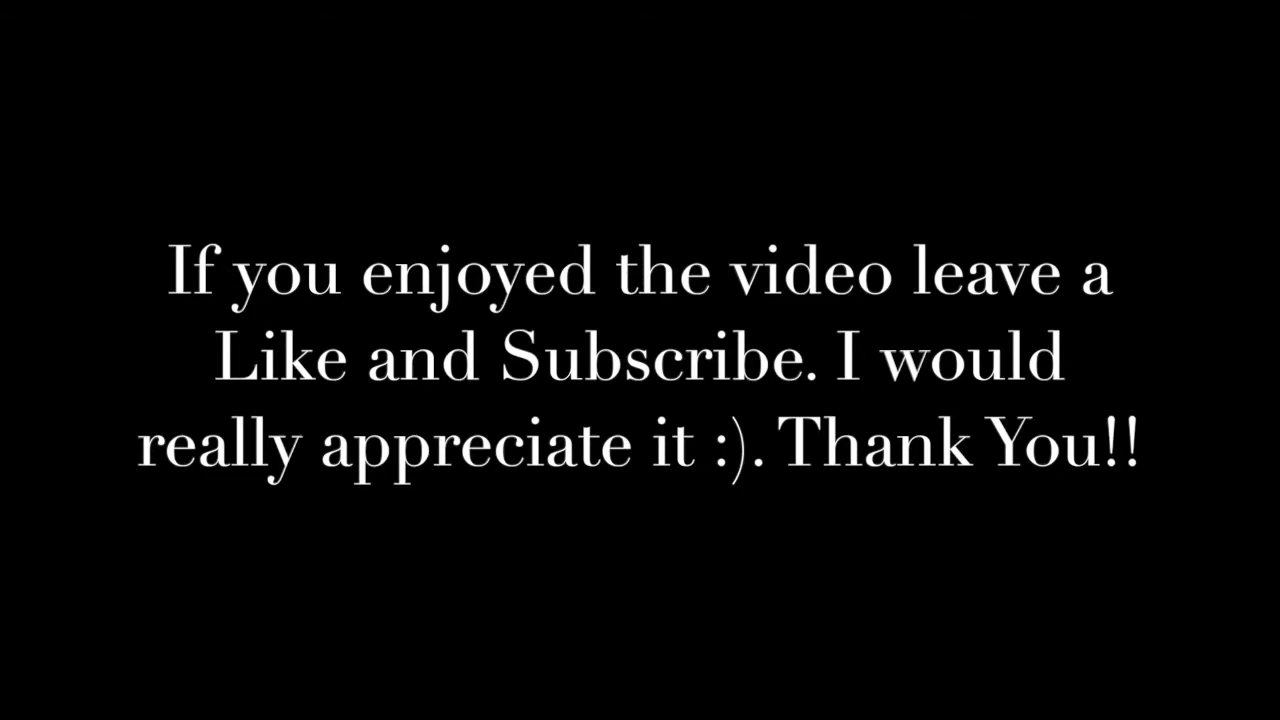 If you enjoyed the video leave a
Like and Subscribe. I would
really appreciate it :). Thank You!!